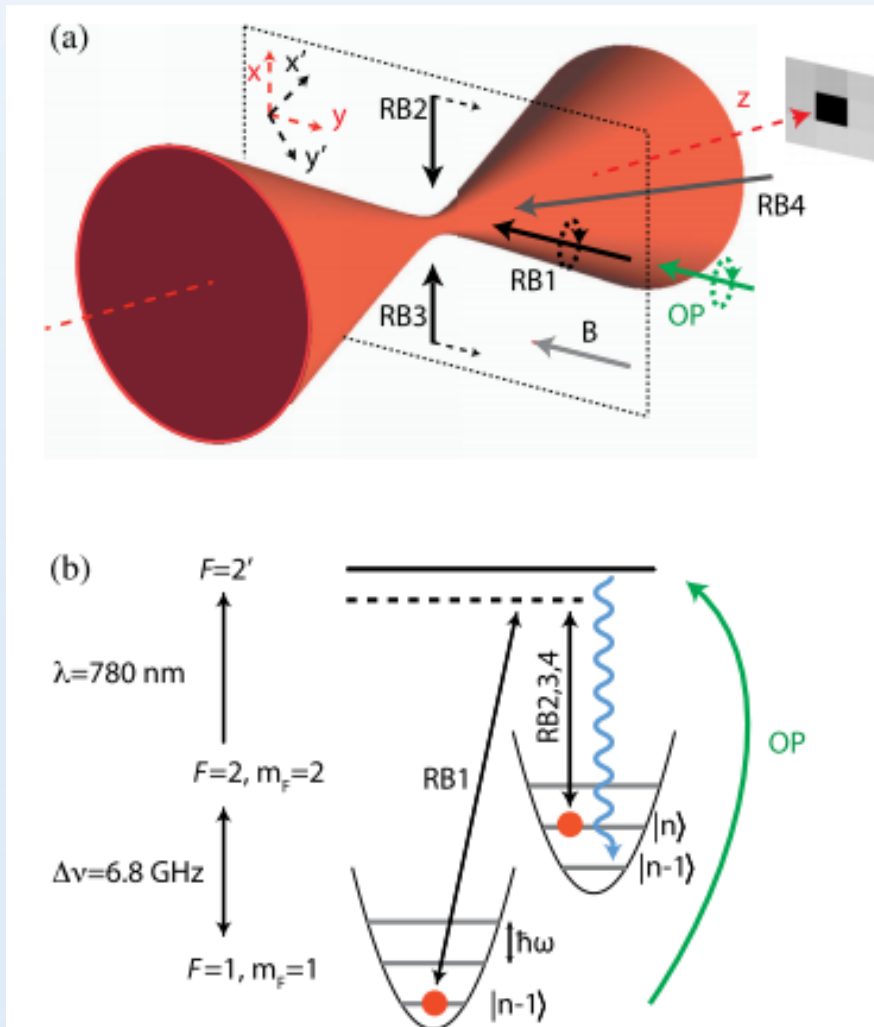 (a)
x
x′
y
y′
RB2
z
RB4
RB1
OP
RB3
B
(b)
F=2′
λ=780 nm
RB2,3,4
RB1
OP
F=2, m_F=2
|n⟩
|n-1⟩
Δν=6.8 GHz
ħω
F=1, m_F=1
|n-1⟩